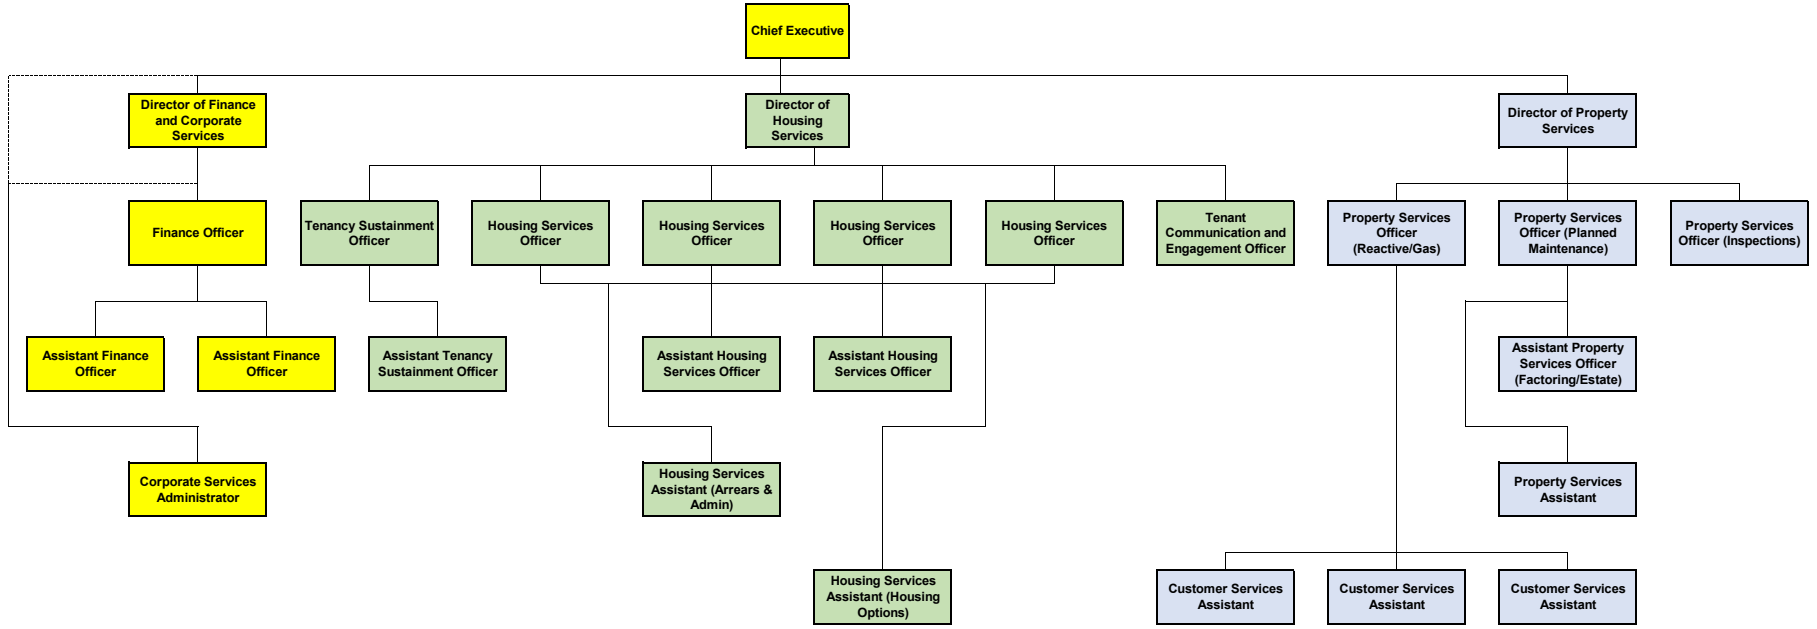 Chief Executive
Director of Finance
and Corporate
Services
Director of
Housing
Services
Director of Property
Services
Finance Officer
Tenancy Sustainment
Officer
Housing Services
Officer
Housing Services
Officer
Housing Services
Officer
Housing Services
Officer
Tenant
Communication and
Engagement Officer
Property Services
Officer
(Reactive/Gas)
Property Services
Officer (Planned
Maintenance)
Property Services
Officer (Inspections)
Assistant Finance
Officer
Assistant Finance
Officer
Assistant Tenancy
Sustainment Officer
Assistant Housing
Services Officer
Assistant Housing
Services Officer
Assistant Property
Services Officer
(Factoring/Estate)
Corporate Services
Administrator
Housing Services
Assistant (Arrears &
Admin)
Property Services
Assistant
Housing Services
Assistant (Housing
Options)
Customer Services
Assistant
Customer Services
Assistant
Customer Services
Assistant